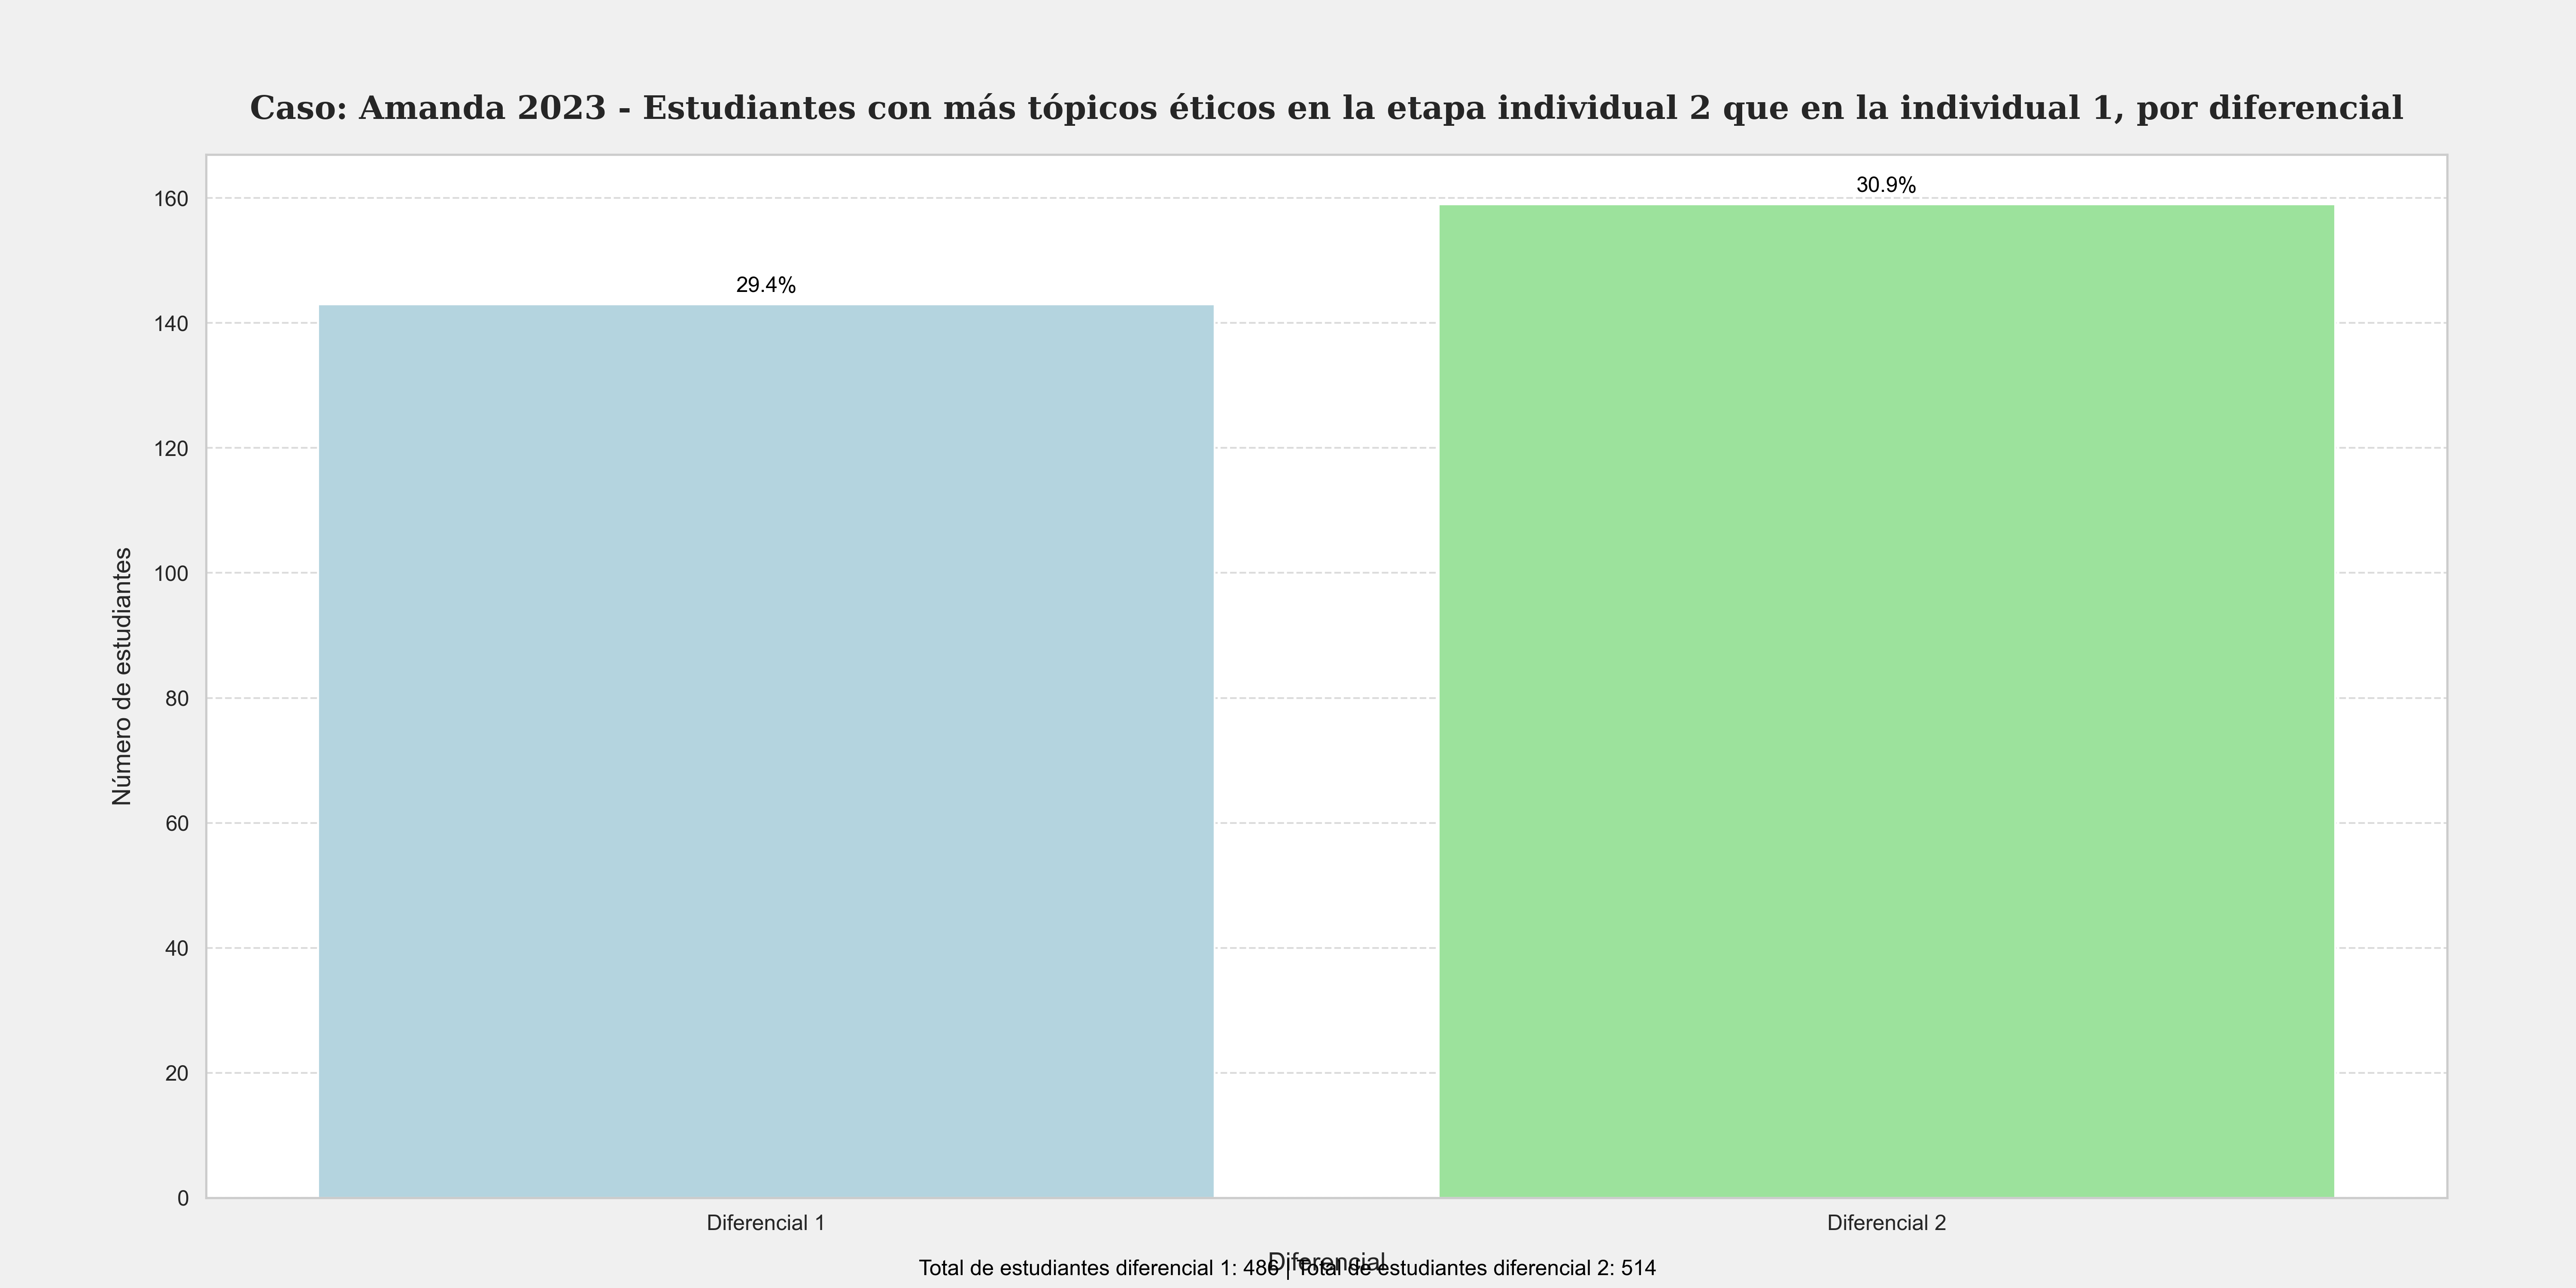 Caso: Amanda 2023 - Estudiantes con más tópicos éticos en la etapa individual 2 que en la individual 1, por diferencial
30.9%
29.4%
160
140
120
100
80
60
40
20
0
Número de estudiantes
Diferencial 1
Diferencial 2
Diferencial
Total de estudiantes diferencial 1: 486 | Total de estudiantes diferencial 2: 514